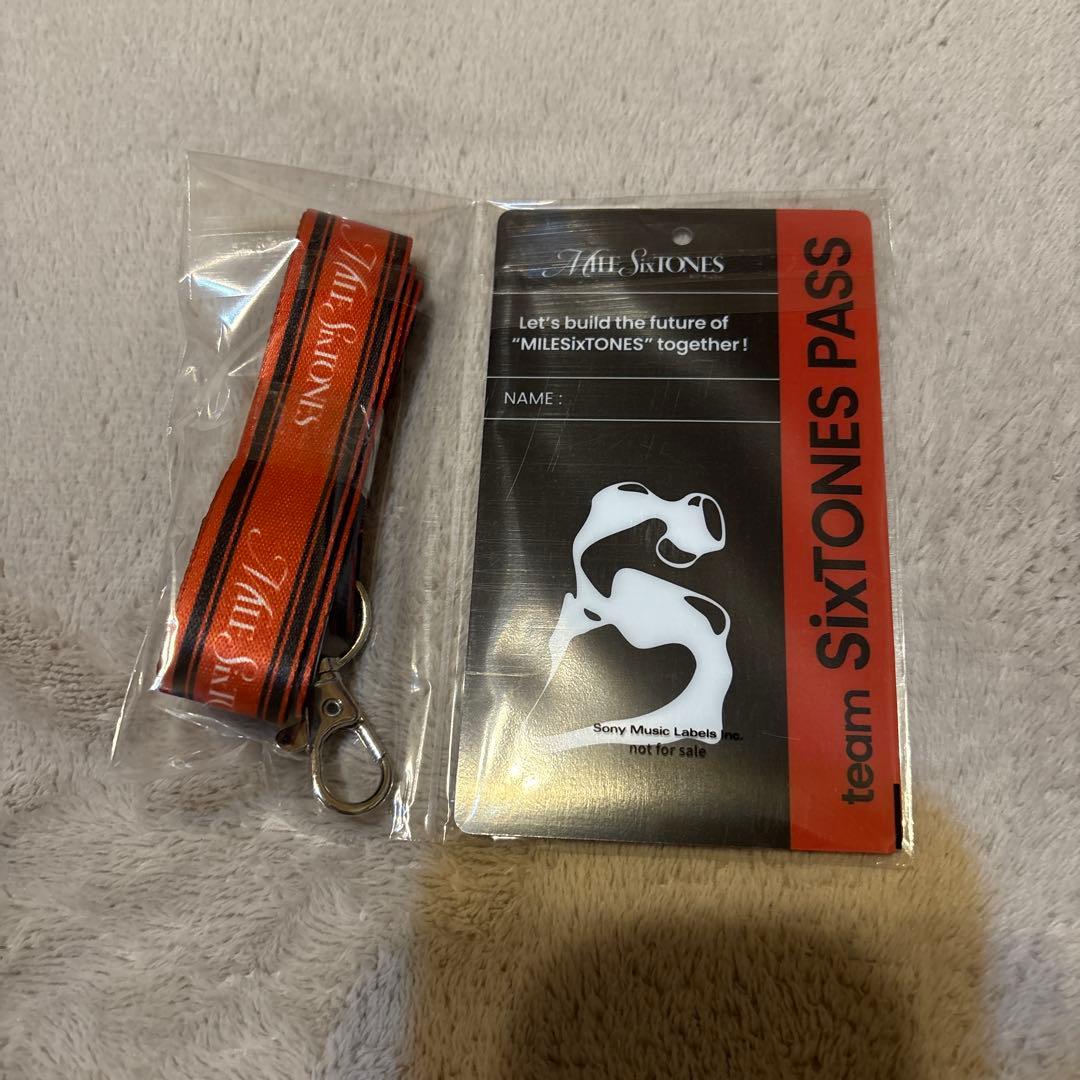 MILE SixTONES
MILE SixTO
MILE SixTONES
Let's build the future of
“MILESixTONES” together!
NAME :
Sony Music Labels Inc.
not for sale
team SixTONES PASS